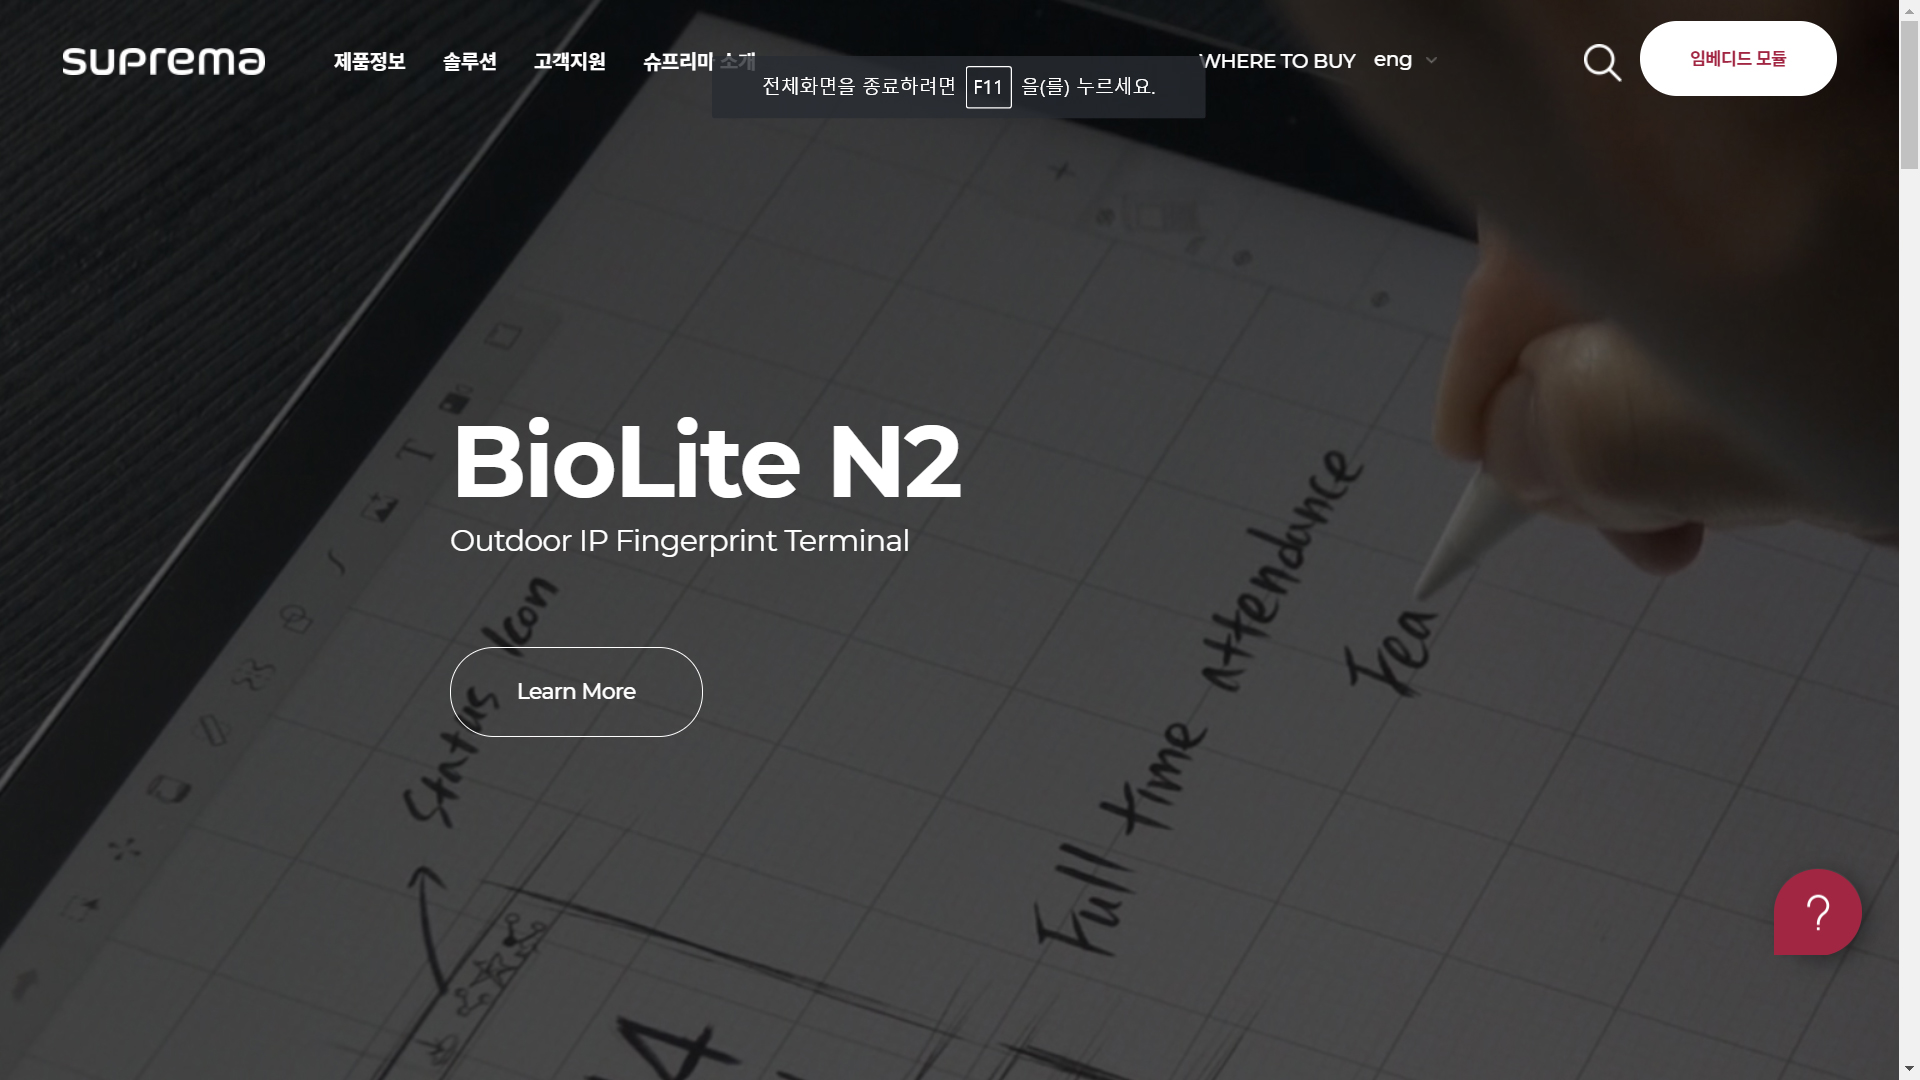 suprema
제품정보 솔루션 고객지원 슈프리마 소개
WHERE TO BUY eng
임베디드 모듈
전체화면을 종료하려면 F11 을(를) 누르세요.
BioLite N2
Outdoor IP Fingerprint Terminal
Learn More
Status Icon
Full time attendance
Fea
?